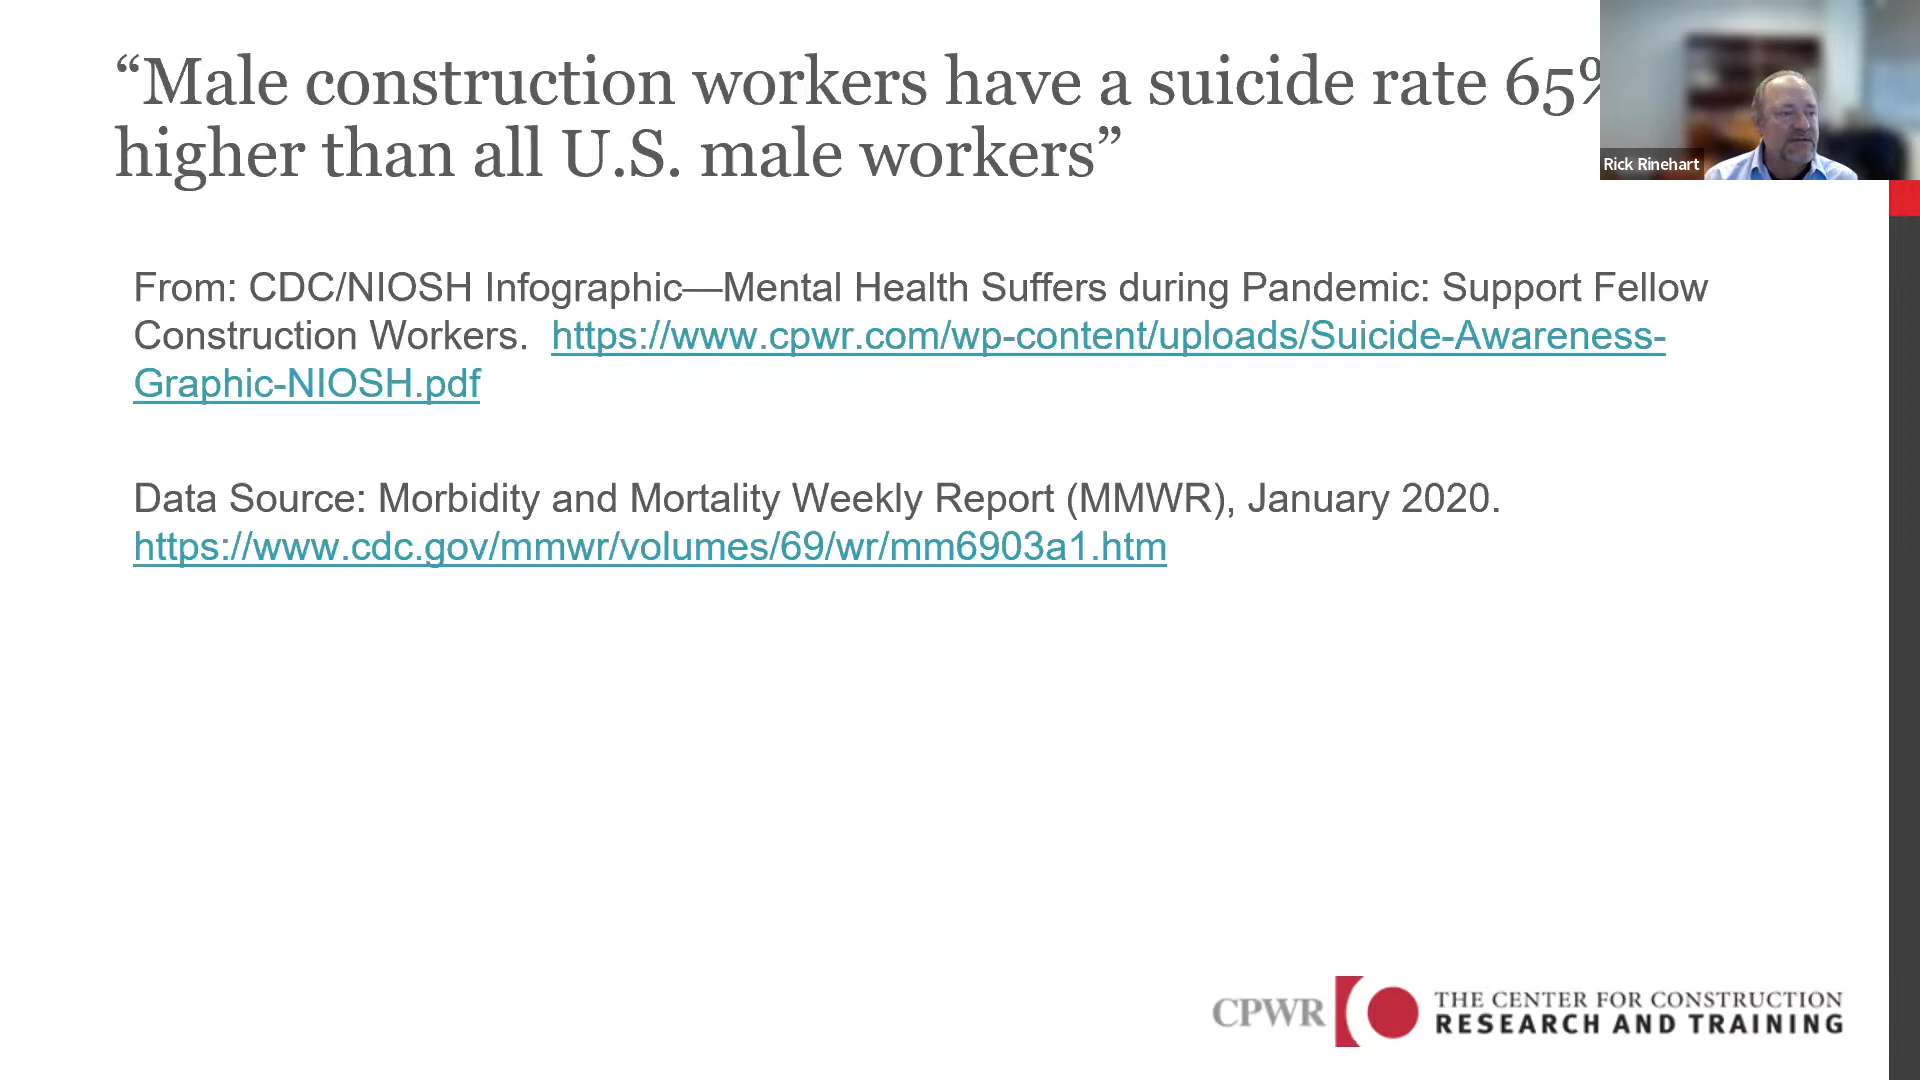 “Male construction workers have a suicide rate 65%
higher than all U.S. male workers”
Rick Rinehart
From: CDC/NIOSH Infographic—Mental Health Suffers during Pandemic: Support Fellow
Construction Workers. https://www.cpwr.com/wp-content/uploads/Suicide-Awareness-
Graphic-NIOSH.pdf
Data Source: Morbidity and Mortality Weekly Report (MMWR), January 2020.
https://www.cdc.gov/mmwr/volumes/69/wr/mm6903a1.htm
CPWR
THE CENTER FOR CONSTRUCTION
RESEARCH AND TRAINING